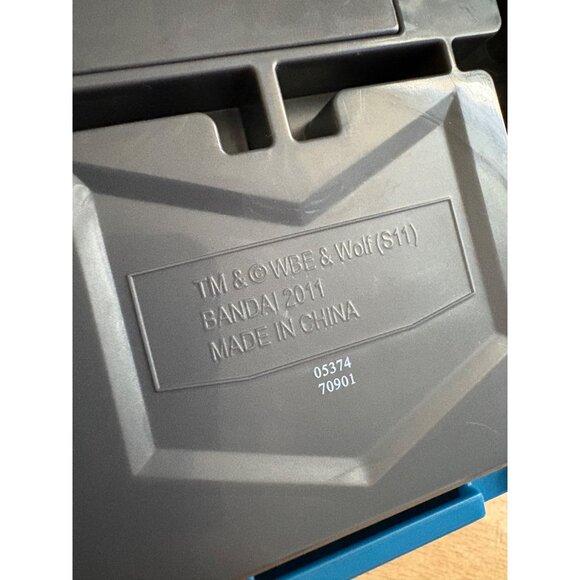 TM & © WBE & Wolf (S11)
BANDAI 2011
MADE IN CHINA
05374
70901